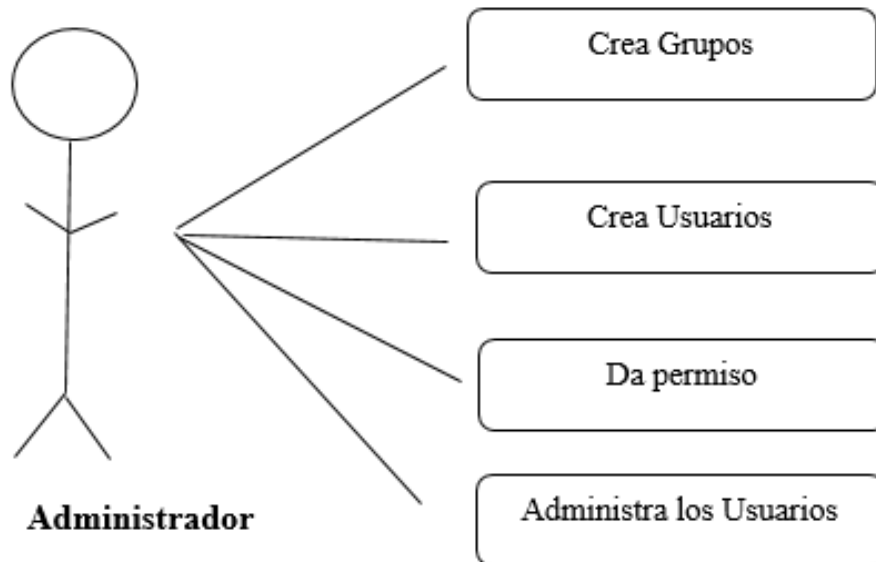 Crea Grupos
Crea Usuarios
Da permiso
Administra los Usuarios
Administrador